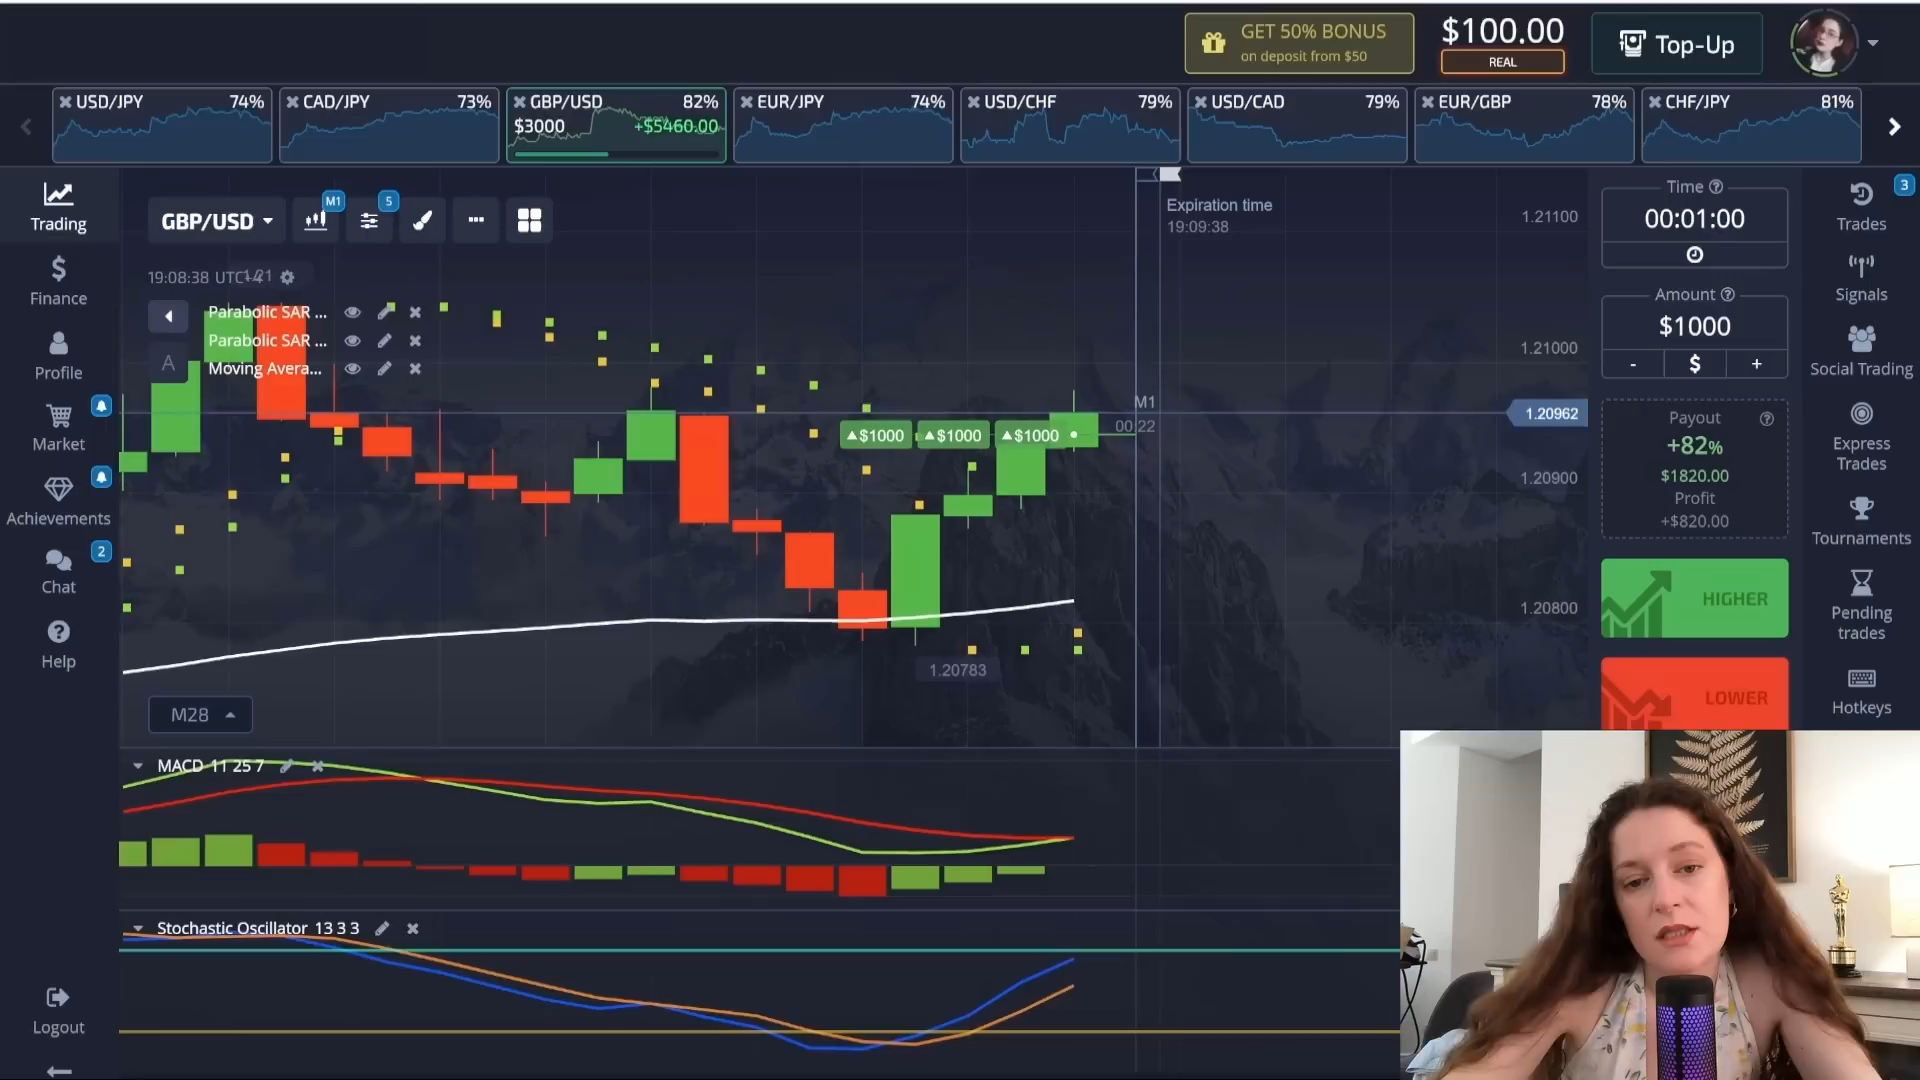 GET 50% BONUS
on deposit from $50
$100.00
REAL
Top-Up
USD/JPY 74%
CAD/JPY 73%
GBP/USD 82%
$3000 +$5460.00
EUR/JPY 74%
USD/CHF 79%
USD/CAD 79%
EUR/GBP 78%
CHF/JPY 81%
Trading
Finance
Profile
Market
Achievements
Chat
2
Help
Logout
GBP/USD
M1
5
19:08:38 UTC-4
1.21
Parabolic SAR ...
Parabolic SAR ...
Moving Avera...
A
Expiration time
19:09:38
1.21100
1.21000
1.20962
1.20900
1.20800
M1
00:22
$1000
$1000
$1000
1.20783
M28
MACD 11 25 7
Stochastic Oscillator 13 3 3
Time
00:01:00
Amount
$1000
- $ +
Payout
+82%
$1820.00
Profit
+$820.00
HIGHER
LOWER
3
Trades
Signals
Social Trading
Express
Trades
Tournaments
Pending
trades
Hotkeys